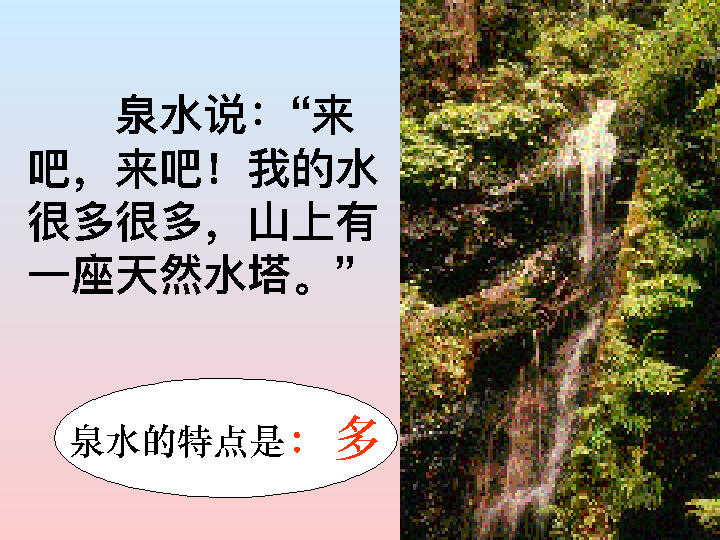 泉水说：“来
吧，来吧！我的水
很多很多，山上有
一座天然水塔。”
泉水的特点是：多